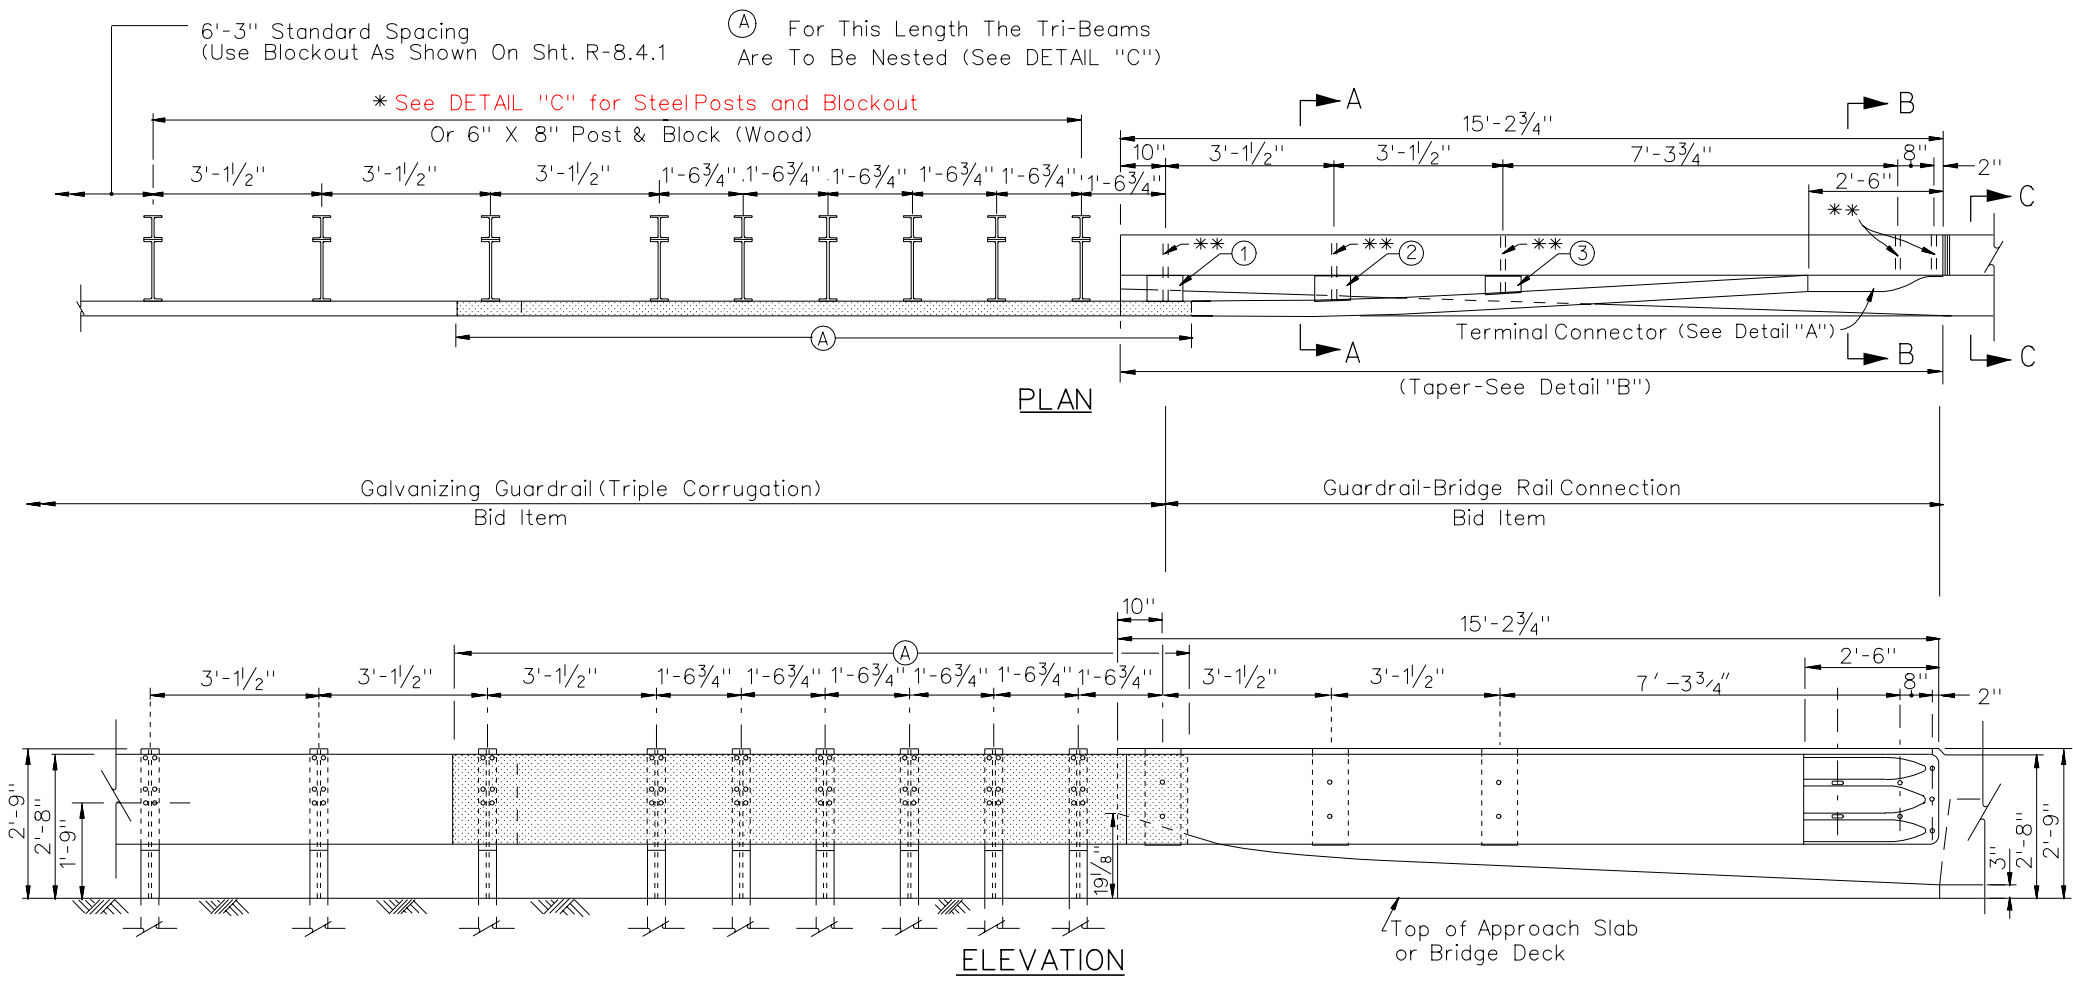 6'-3" Standard Spacing
(Use Blockout As Shown On Sht. R-8.4.1
A For This Length The Tri-Beams
Are To Be Nested (See DETAIL "C")
* See DETAIL "C" for Steel Posts and Blockout
Or 6" X 8" Post & Block (Wood)
A
B
15'-2¾"
10" 3'-1½" 3'-1½" 7'-3¾" 8" 2"
3'-1½" 3'-1½" 3'-1½" 1'-6¾" 1'-6¾" 1'-6¾" 1'-6¾" 1'-6¾" 1'-6¾"
2'-6"
C
**
** 1 ** 2 ** 3
Terminal Connector (See Detail "A")
A
A
B
C
(Taper-See Detail "B")
PLAN
Galvanizing Guardrail (Triple Corrugation)
Bid Item
Guardrail-Bridge Rail Connection
Bid Item
10"
15'-2¾"
A
2'-6"
3'-1½" 3'-1½" 3'-1½" 1'-6¾" 1'-6¾" 1'-6¾" 1'-6¾" 1'-6¾" 1'-6¾" 3'-1½" 3'-1½" 7'-3¾" 8" 2"
2'-9"
2'-8"
1'-9"
19⅛"
3"
2'-8"
2'-9"
Top of Approach Slab
or Bridge Deck
ELEVATION